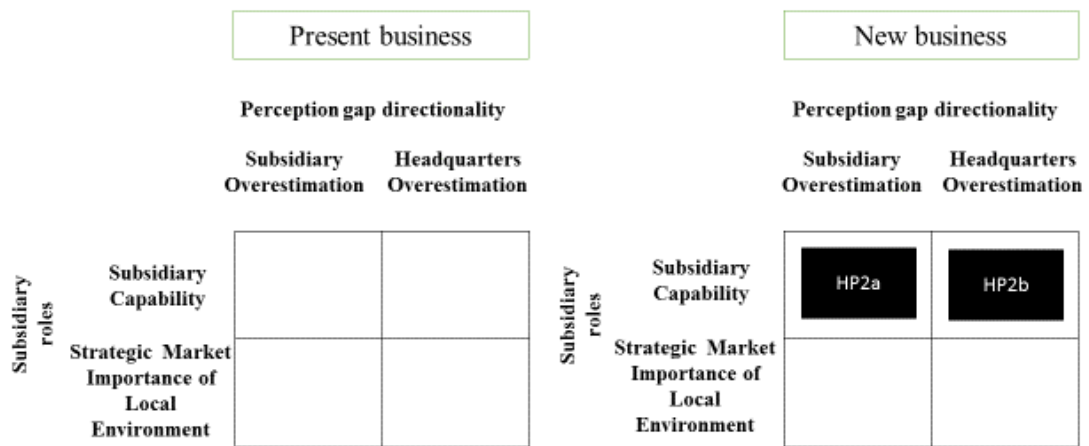 Present business
Perception gap directionality
Subsidiary Headquarters
Overestimation Overestimation
Subsidiary
roles
Subsidiary
Capability
Strategic Market
Importance of
Local
Environment
New business
Perception gap directionality
Subsidiary Headquarters
Overestimation Overestimation
Subsidiary
roles
Subsidiary
Capability
HP2a HP2b
Strategic Market
Importance of
Local
Environment